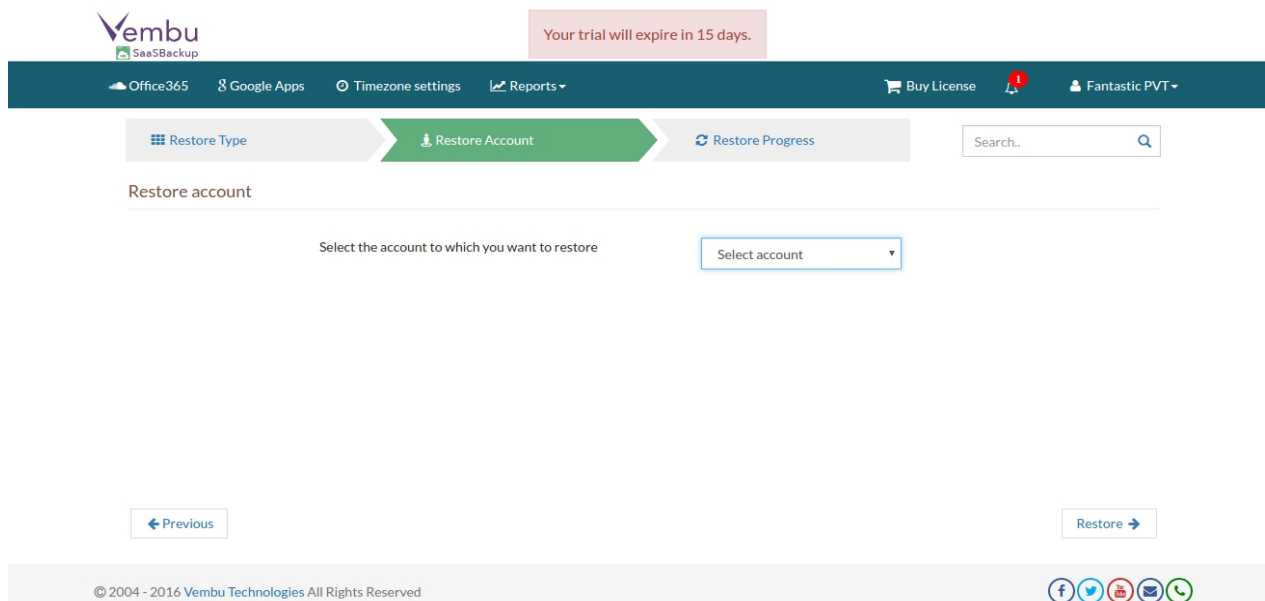 Vembu
SaaSBackup
Your trial will expire in 15 days.
Office365 Google Apps Timezone settings Reports Buy License 1 Fantastic PVT
Restore Type Restore Account Restore Progress Search..
Restore account
Select the account to which you want to restore Select account
Previous Restore
© 2004 - 2016 Vembu Technologies All Rights Reserved